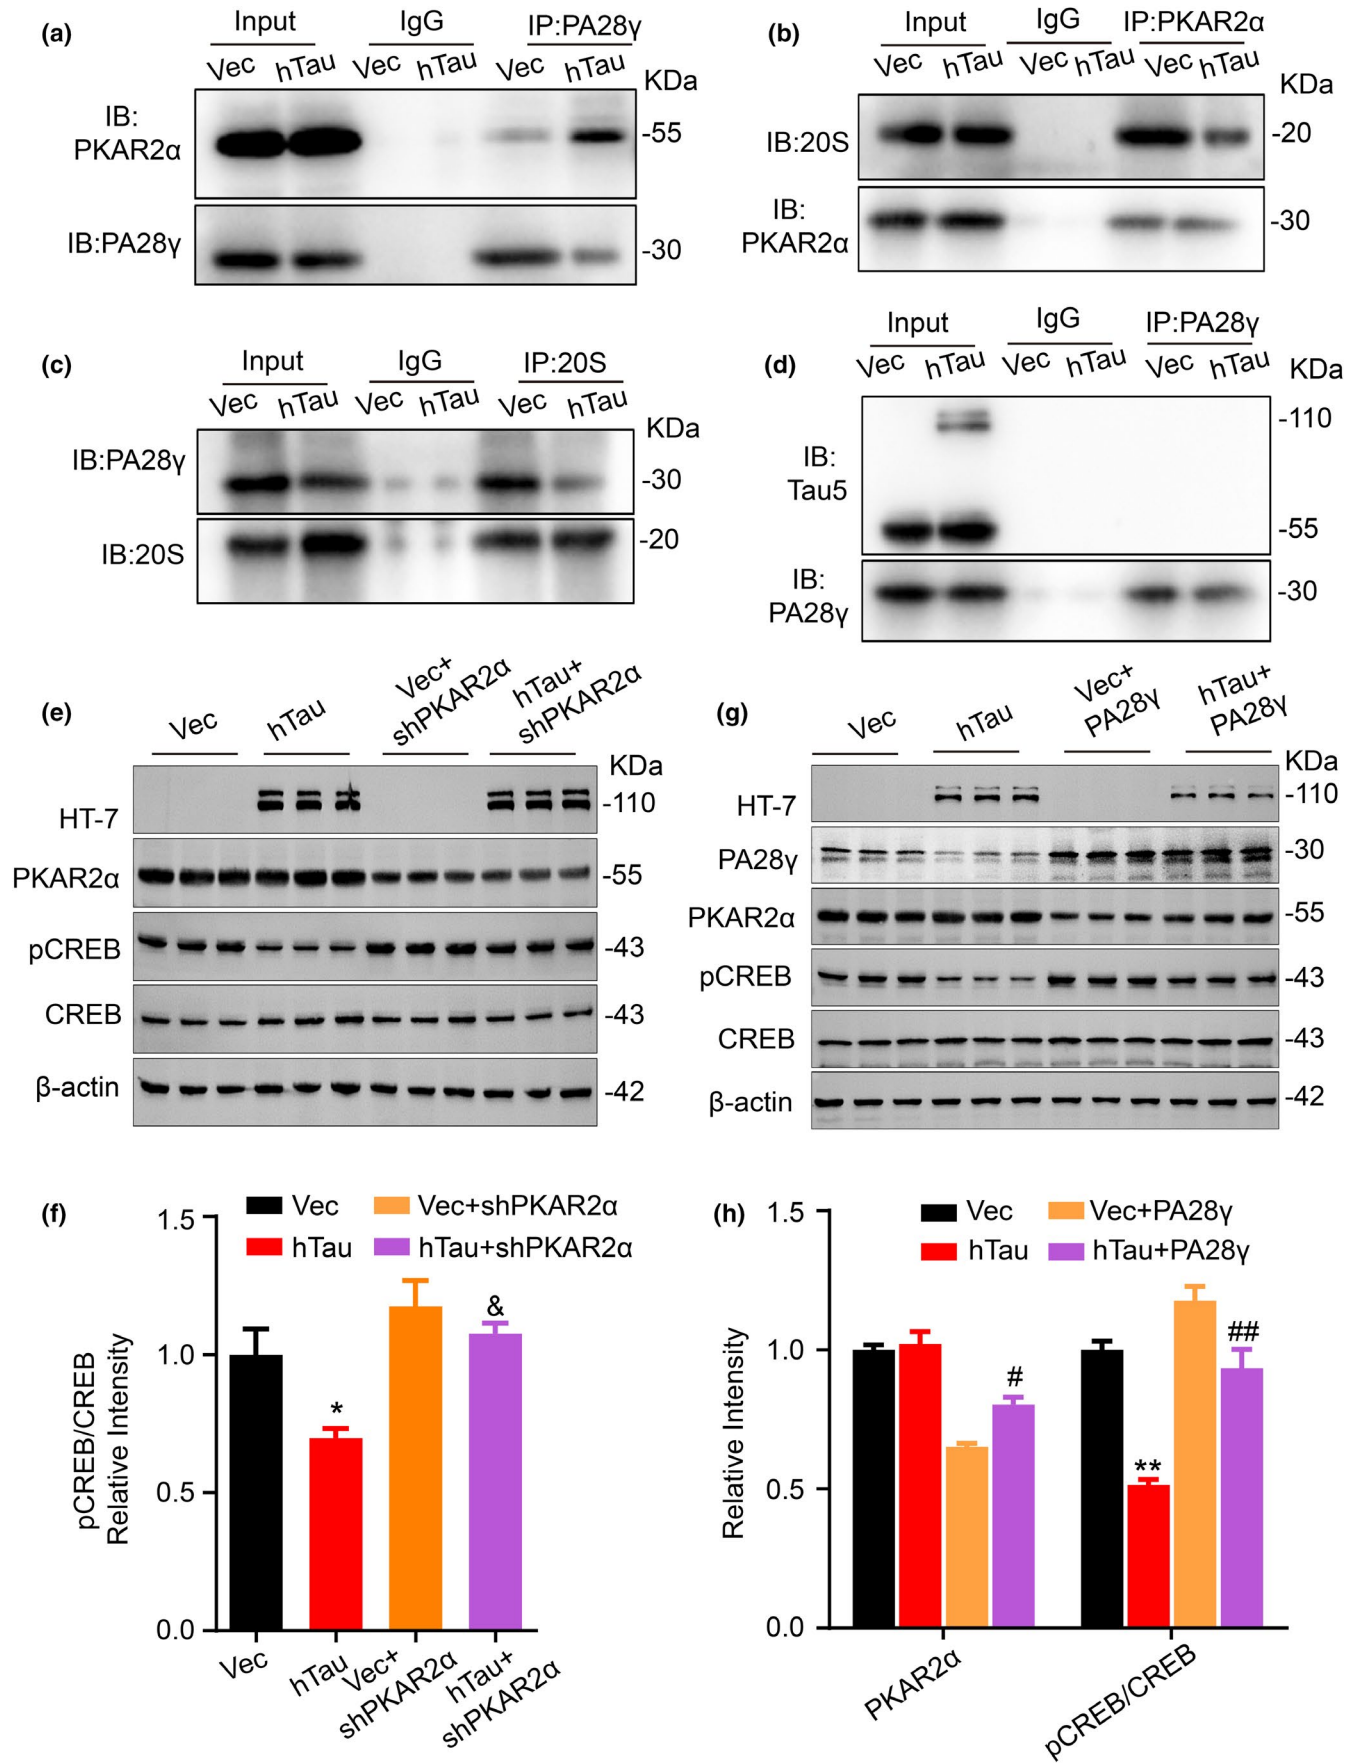 (a)
Input IgG IP:PA28γ
Vec hTau Vec hTau Vec hTau
KDa
IB:
PKAR2α
-55
IB:PA28γ
-30
(b)
Input IgG IP:PKAR2α
Vec hTau Vec hTau Vec hTau
KDa
IB:20S
-20
IB:
PKAR2α
-30
(c)
Input IgG IP:20S
Vec hTau Vec hTau Vec hTau
KDa
IB:PA28γ
-30
IB:20S
-20
(d)
Input IgG IP:PA28γ
Vec hTau Vec hTau Vec hTau
KDa
-110
IB:
Tau5
-55
IB:
PA28γ
-30
(e)
Vec hTau Vec+ shPKAR2α hTau+ shPKAR2α
KDa
HT-7 -110
PKAR2α -55
pCREB -43
CREB -43
β-actin -42
(g)
Vec hTau Vec+ PA28γ hTau+ PA28γ
KDa
HT-7 -110
PA28γ -30
PKAR2α -55
pCREB -43
CREB -43
β-actin -42
(f)
Vec Vec+shPKAR2α
hTau hTau+shPKAR2α
pCREB/CREB
Relative Intensity
1.5
1.0
0.5
0.0
* &
Vec hTau Vec+ shPKAR2α hTau+ shPKAR2α
(h)
Vec Vec+PA28γ
hTau hTau+PA28γ
Relative Intensity
1.5
1.0
0.5
0.0
# ** ##
PKAR2α pCREB/CREB